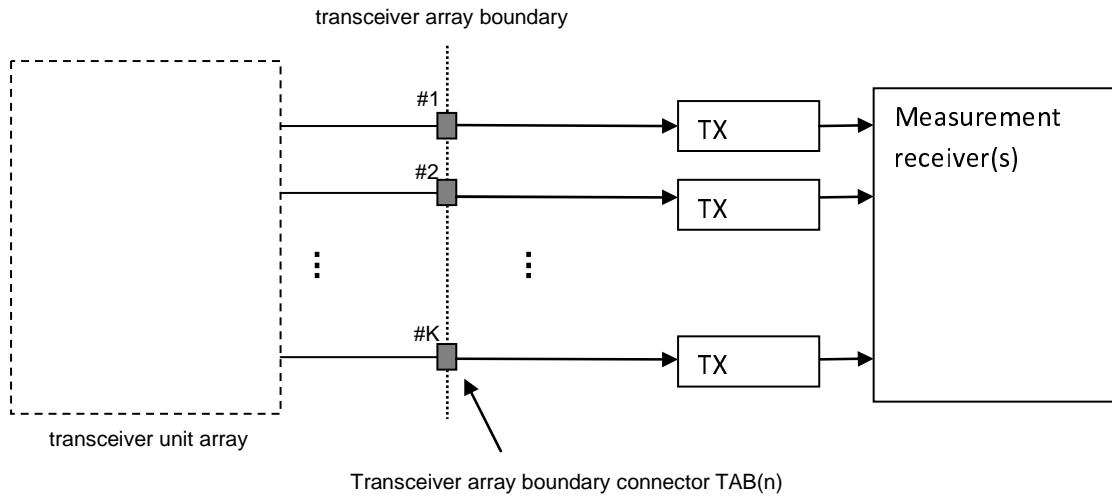 transceiver array boundary
#1
TX
Measurement
receiver(s)
#2
TX
#K
TX
transceiver unit array
Transceiver array boundary connector TAB(n)